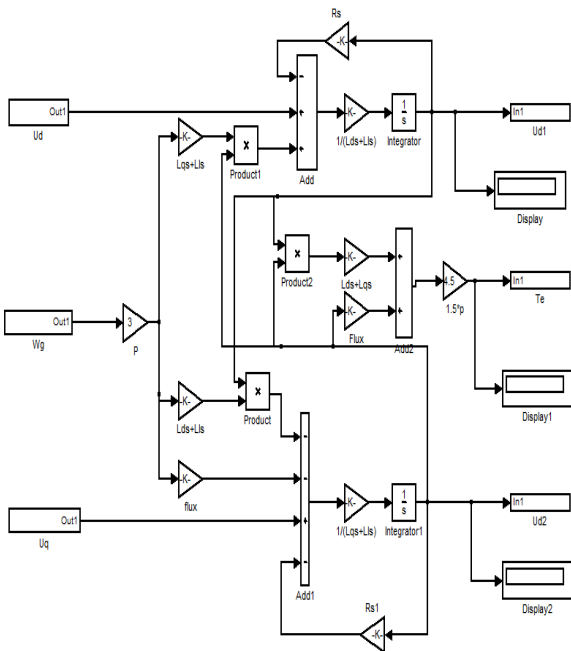 Rs
-K-
Out1
Ud
-K-
Lqs+Lls
×
Product1
Add
-K-
1/(Lds+Lls)
1
s
Integrator
In1
Ud1
Display
×
Product2
-K-
Lds+Lqs
-K-
Flux
Add2
4.5
1.5*p
In1
Te
Out1
Wg
3
P
Display1
-K-
Lds+Lls
×
Product
-K-
flux
Out1
Uq
Add1
-K-
1/(Lqs+Lls)
1
s
Integrator1
In1
Ud2
Display2
Rs1
-K-